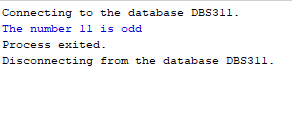 Connecting to the database DBS311.
The number 11 is odd
Process exited.
Disconnecting from the database DBS311.